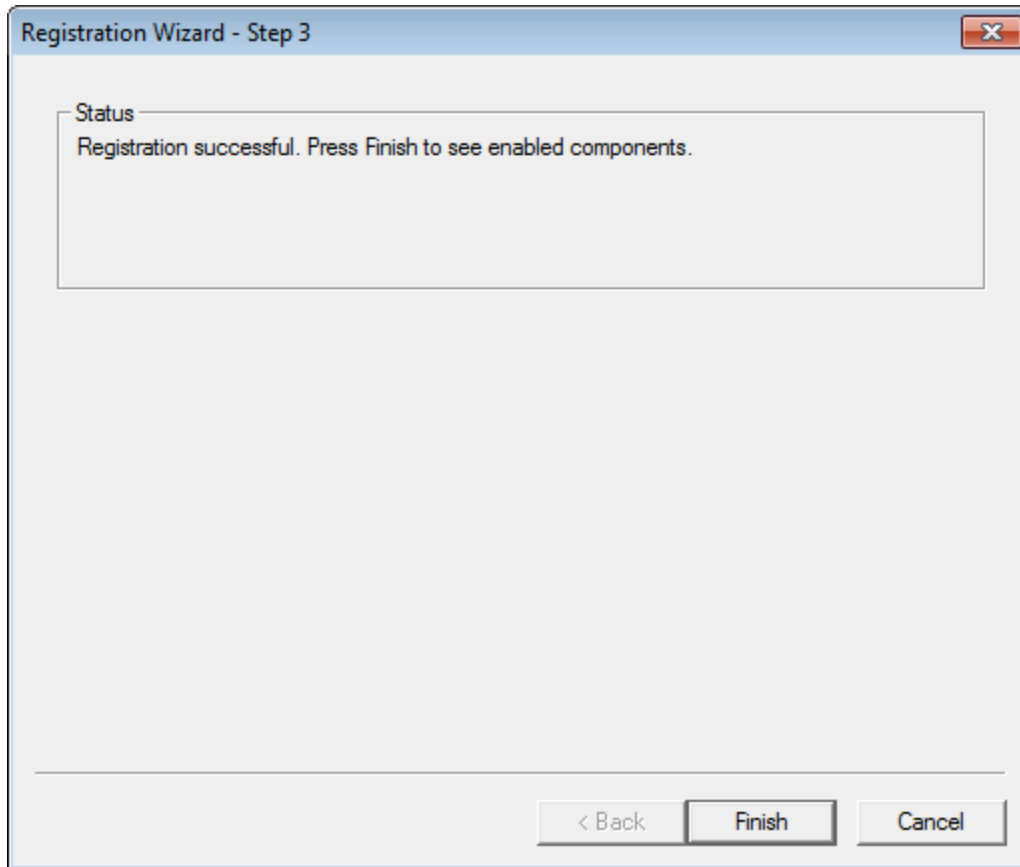 Registration Wizard - Step 3
Status
Registration successful. Press Finish to see enabled components.
< Back
Finish
Cancel